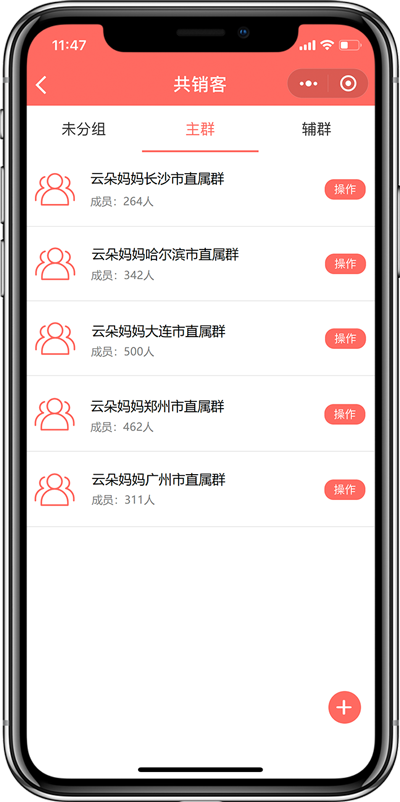 11:47
共销客
未分组 主群 辅群
云朵妈妈长沙市直属群
成员：264人
操作
云朵妈妈哈尔滨市直属群
成员：342人
操作
云朵妈妈大连市直属群
成员：500人
操作
云朵妈妈郑州市直属群
成员：462人
操作
云朵妈妈广州市直属群
成员：311人
操作